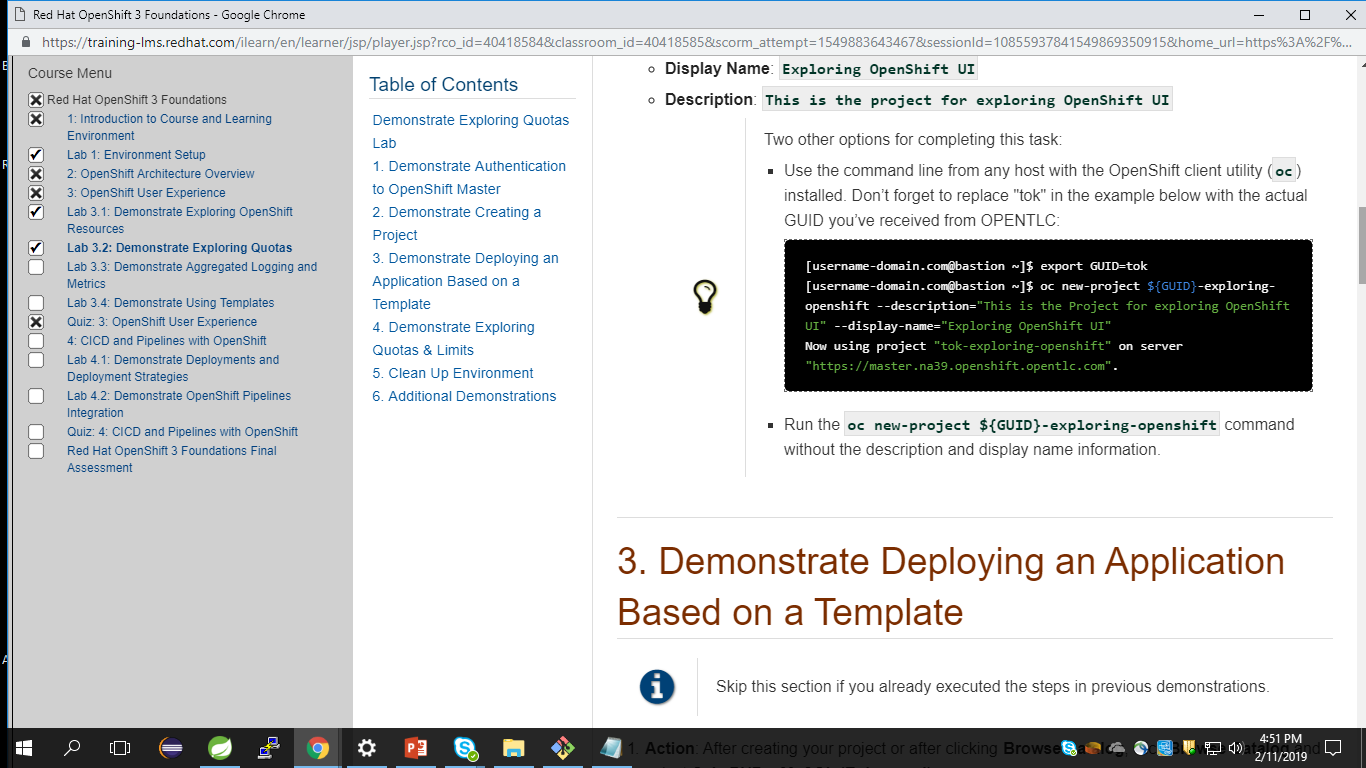 Red Hat OpenShift 3 Foundations - Google Chrome
https://training-lms.redhat.com/ilearn/en/learner/jsp/player.jsp?rco_id=40418584&classroom_id=40418585&scorm_attempt=1549883643467&sessionId=10855937841549869350915&home_url=https%3A%2F%...
Course Menu
Red Hat OpenShift 3 Foundations
1: Introduction to Course and Learning
Environment
Lab 1: Environment Setup
2: OpenShift Architecture Overview
3: OpenShift User Experience
Lab 3.1: Demonstrate Exploring OpenShift
Resources
Lab 3.2: Demonstrate Exploring Quotas
Lab 3.3: Demonstrate Aggregated Logging and
Metrics
Lab 3.4: Demonstrate Using Templates
Quiz: 3: OpenShift User Experience
4: CICD and Pipelines with OpenShift
Lab 4.1: Demonstrate Deployments and
Deployment Strategies
Lab 4.2: Demonstrate OpenShift Pipelines
Integration
Quiz: 4: CICD and Pipelines with OpenShift
Red Hat OpenShift 3 Foundations Final
Assessment
Table of Contents
Demonstrate Exploring Quotas
Lab
1. Demonstrate Authentication
to OpenShift Master
2. Demonstrate Creating a
Project
3. Demonstrate Deploying an
Application Based on a
Template
4. Demonstrate Exploring
Quotas & Limits
5. Clean Up Environment
6. Additional Demonstrations
Display Name: Exploring OpenShift UI
Description: This is the project for exploring OpenShift UI
Two other options for completing this task:
Use the command line from any host with the OpenShift client utility (oc)
installed. Don’t forget to replace "tok" in the example below with the actual
GUID you’ve received from OPENTLC:
[username-domain.com@bastion ~]$ export GUID=tok
[username-domain.com@bastion ~]$ oc new-project ${GUID}-exploring-
openshift --description="This is the Project for exploring OpenShift
UI" --display-name="Exploring OpenShift UI"
Now using project "tok-exploring-openshift" on server
"https://master.na39.openshift.opentlc.com".
Run the oc new-project ${GUID}-exploring-openshift command
without the description and display name information.
3. Demonstrate Deploying an Application
Based on a Template
Skip this section if you already executed the steps in previous demonstrations.
1. Action: After creating your project or after clicking Browse
4:51 PM
2/11/2019